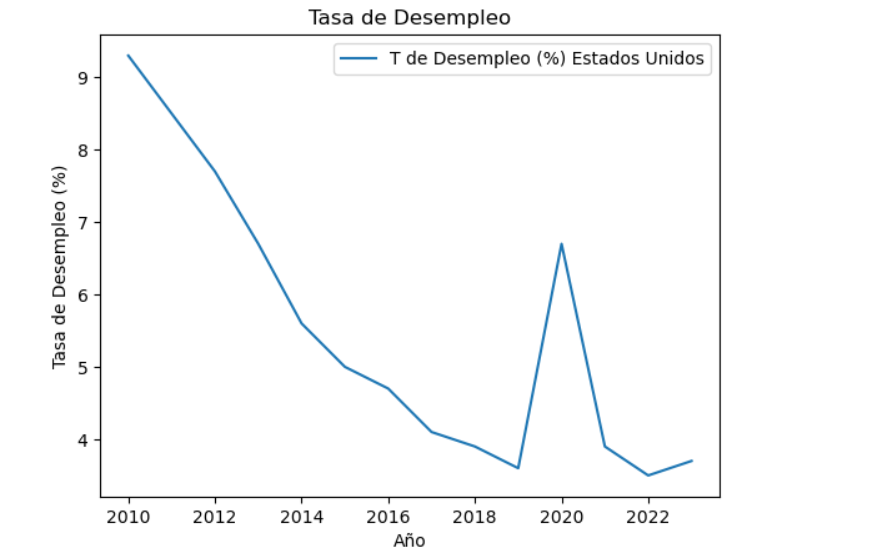 Tasa de Desempleo
T de Desempleo (%) Estados Unidos
Tasa de Desempleo (%)
9
8
7
6
5
4
2010 2012 2014 2016 2018 2020 2022
Año